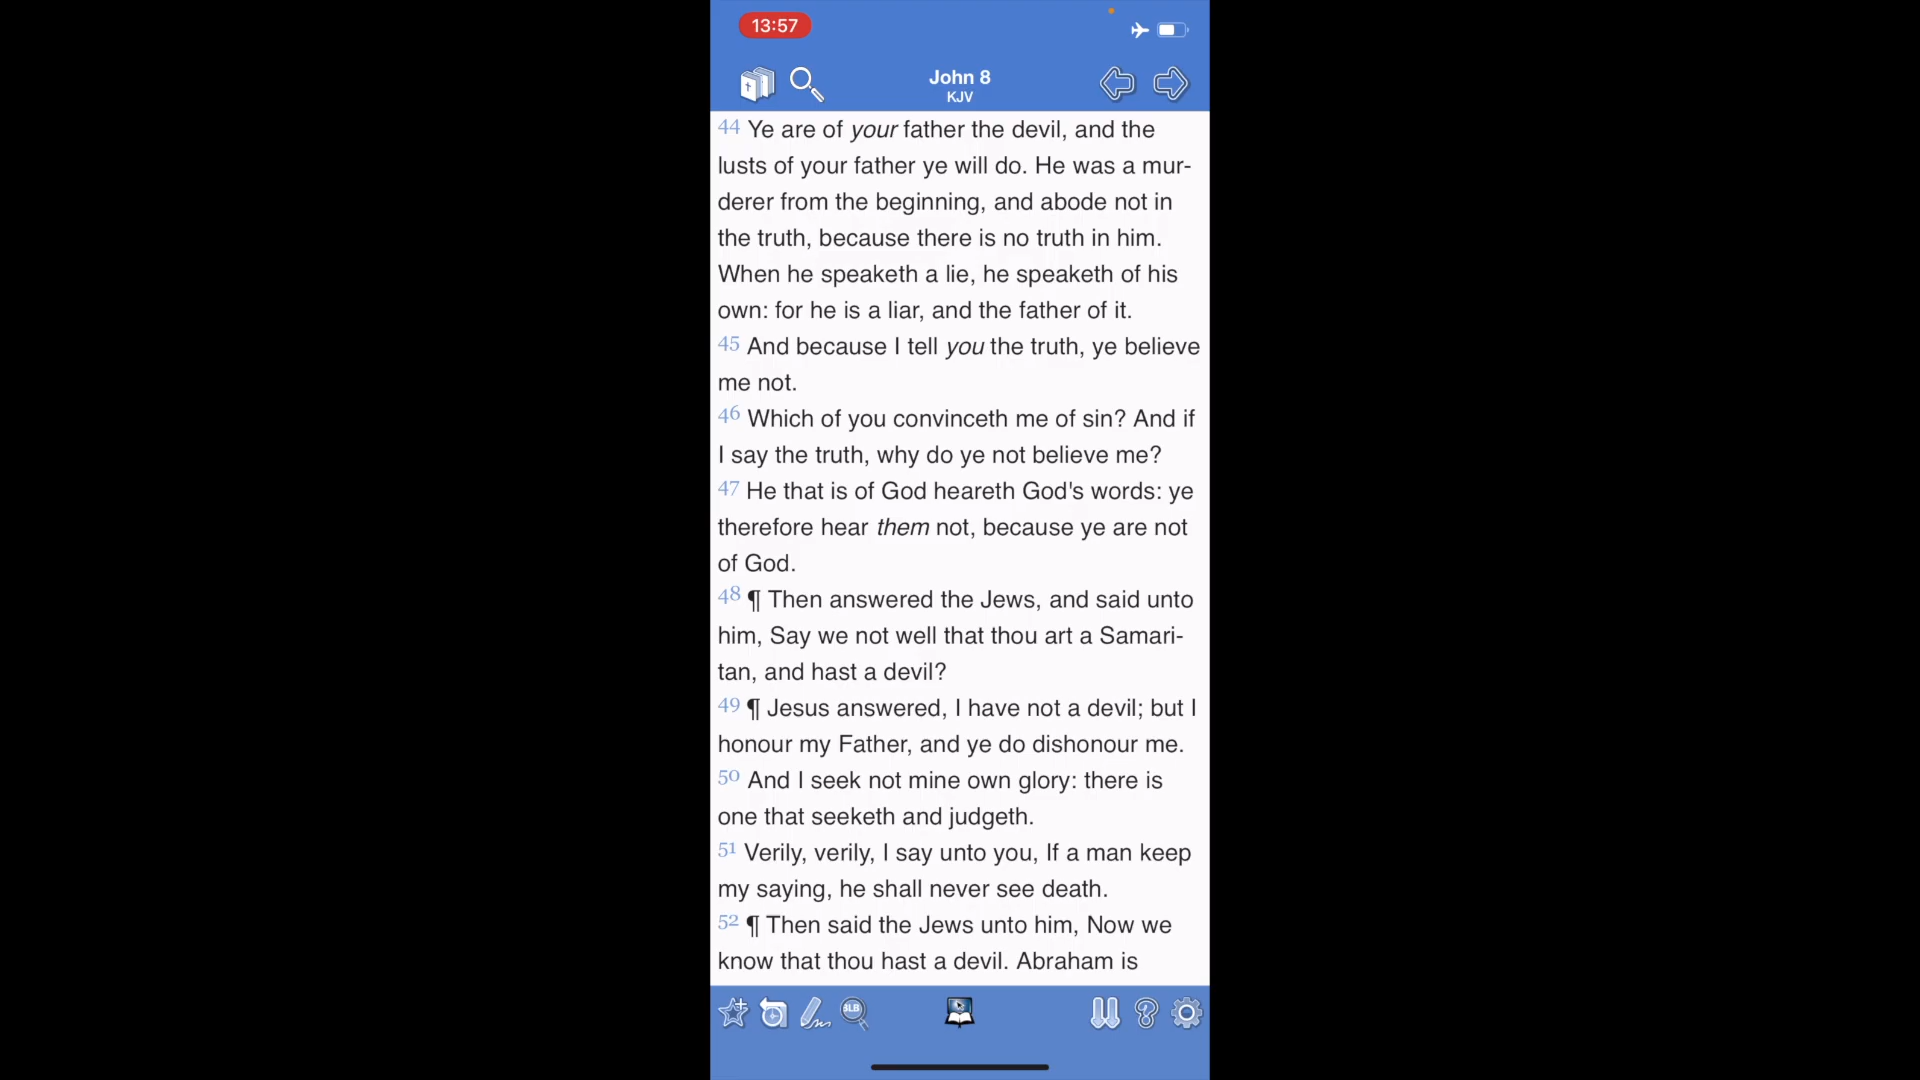 13:57
John 8
KJV
44 Ye are of your father the devil, and the
lusts of your father ye will do. He was a mur-
derer from the beginning, and abode not in
the truth, because there is no truth in him.
When he speaketh a lie, he speaketh of his
own: for he is a liar, and the father of it.
45 And because I tell you the truth, ye believe
me not.
46 Which of you convinceth me of sin? And if
I say the truth, why do ye not believe me?
47 He that is of God heareth God's words: ye
therefore hear them not, because ye are not
of God.
48 ¶ Then answered the Jews, and said unto
him, Say we not well that thou art a Samari-
tan, and hast a devil?
49 ¶ Jesus answered, I have not a devil; but I
honour my Father, and ye do dishonour me.
50 And I seek not mine own glory: there is
one that seeketh and judgeth.
51 Verily, verily, I say unto you, If a man keep
my saying, he shall never see death.
52 ¶ Then said the Jews unto him, Now we
know that thou hast a devil. Abraham is
BLB